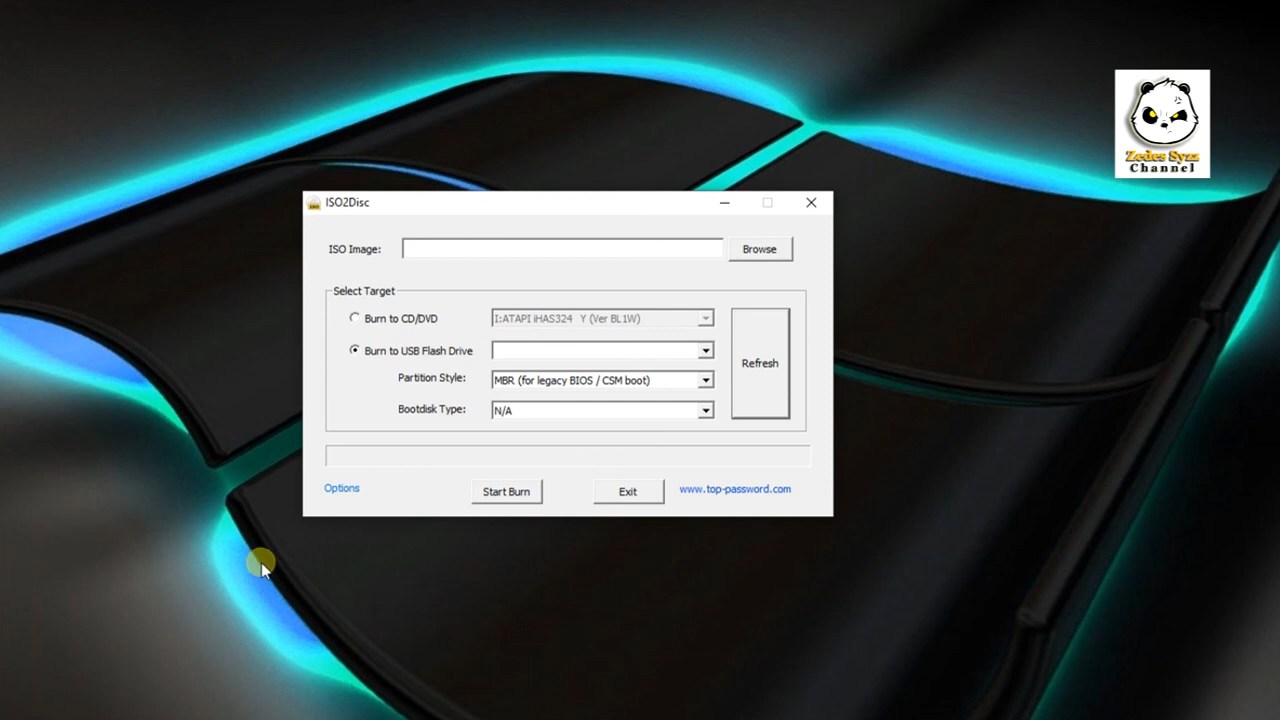 Zedes Syzz
Channel
ISO2Disc
ISO Image:
Browse
Select Target
Burn to CD/DVD
I:ATAPI iHAS324 Y (Ver BL1W)
Burn to USB Flash Drive
Refresh
Partition Style:
MBR (for legacy BIOS / CSM boot)
Bootdisk Type:
N/A
Options
Start Burn
Exit
www.top-password.com